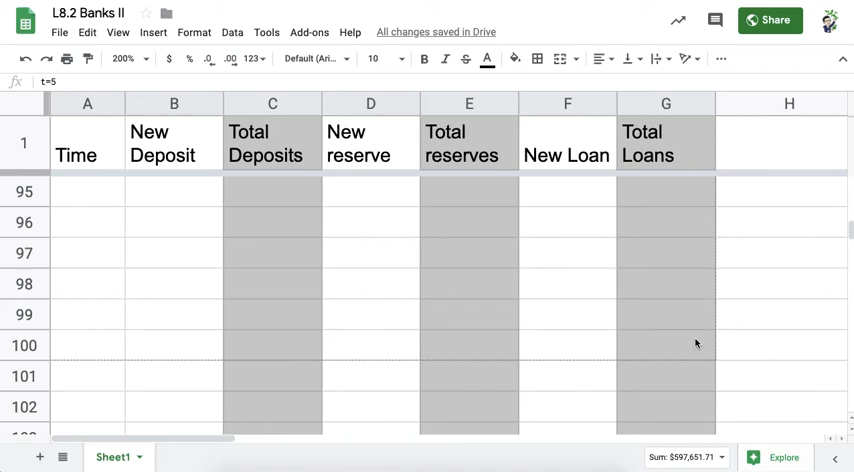 L8.2 Banks II
File Edit View Insert Format Data Tools Add-ons Help All changes saved in Drive
Share
200% $ % .0 .00 123 Default (Ari... 10 B I S A ...
fx t=5
A B C D E F G H
1 Time New Deposit Total Deposits New reserve Total reserves New Loan Total Loans
95
96
97
98
99
100
101
102
+ Sheet1 Sum: $597,651.71 Explore